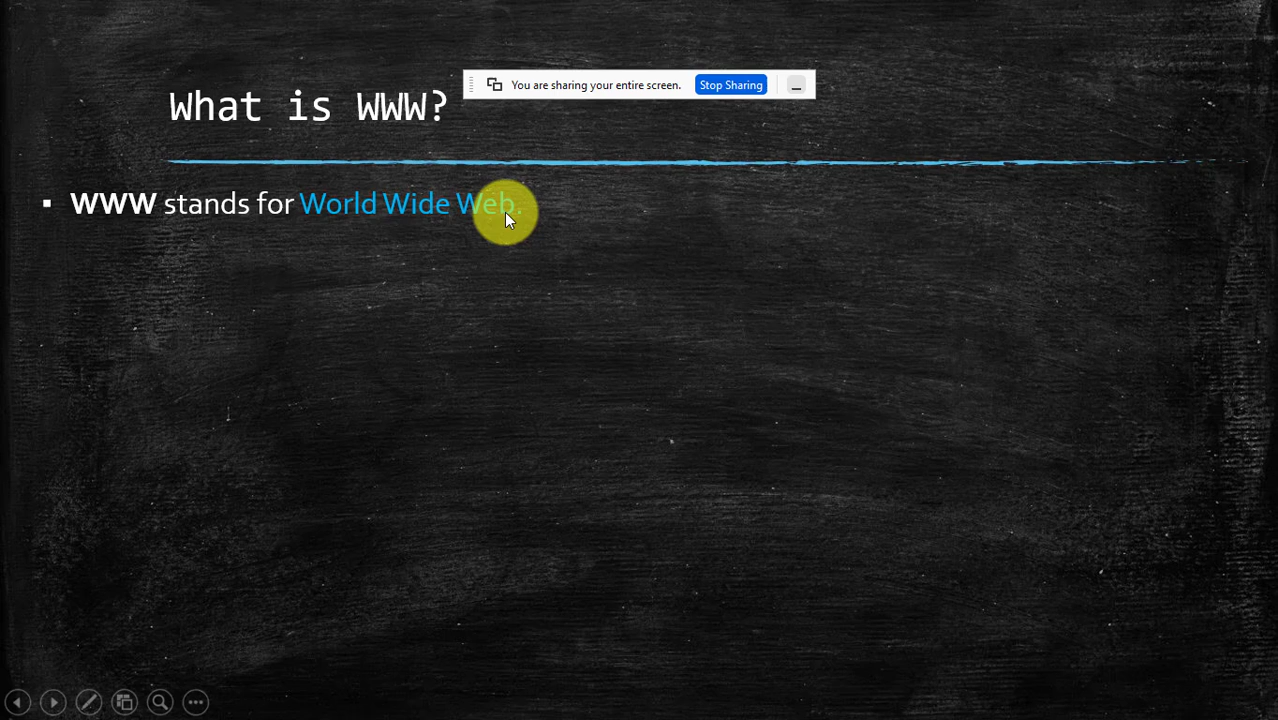 You are sharing your entire screen. Stop Sharing
What is WWW?
▪ WWW stands for World Wide Web.